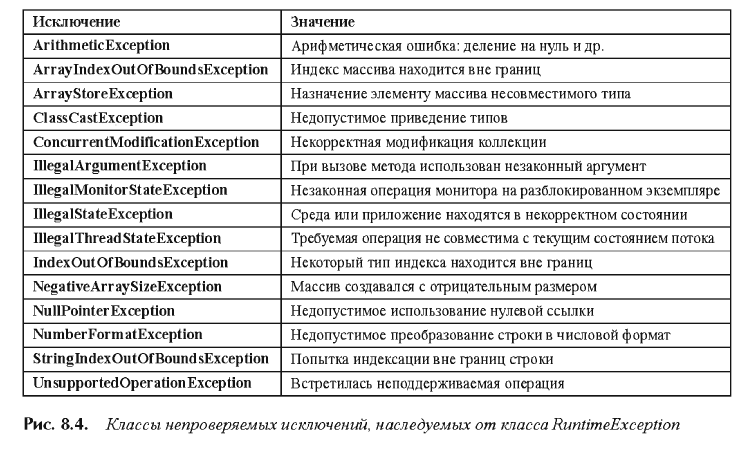 Исключение Значение
ArithmeticException Арифметическая ошибка: деление на нуль и др.
ArrayIndexOutOfBoundsException Индекс массива находится вне границ
ArrayStoreException Назначение элементу массива несовместимого типа
ClassCastException Недопустимое приведение типов
ConcurrentModificationException Некорректная модификация коллекции
IllegalArgumentException При вызове метода использован незаконный аргумент
IllegalMonitorStateException Незаконная операция монитора на разблокированном экземпляре
IllegalStateException Среда или приложение находятся в некорректном состоянии
IllegalThreadStateException Требуемая операция не совместима с текущим состоянием потока
IndexOutOfBoundsException Некоторый тип индекса находится вне границ
NegativeArraySizeException Массив создавался с отрицательным размером
NullPointerException Недопустимое использование нулевой ссылки
NumberFormatException Недопустимое преобразование строки в числовой формат
StringIndexOutOfBoundsException Попытка индексации вне границ строки
UnsupportedOperationException Встретилась неподдерживаемая операция
Рис. 8.4. Классы непроверяемых исключений, наследуемых от класса RuntimeException